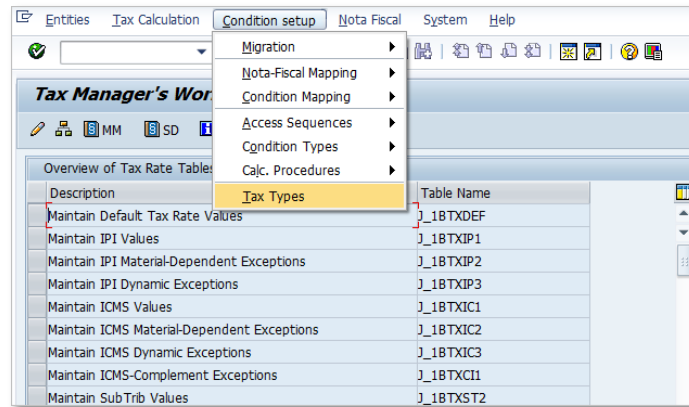 Entities Tax Calculation Condition setup Nota Fiscal System Help
Migration
Nota-Fiscal Mapping
Tax Manager's Wor
Condition Mapping
Access Sequences
MM SD
Condition Types
Calc. Procedures
Overview of Tax Rate Tables
Tax Types
Description Table Name
Maintain Default Tax Rate Values J_1BTXDEF
Maintain IPI Values J_1BTXIP1
Maintain IPI Material-Dependent Exceptions J_1BTXIP2
Maintain IPI Dynamic Exceptions J_1BTXIP3
Maintain ICMS Values J_1BTXIC1
Maintain ICMS Material-Dependent Exceptions J_1BTXIC2
Maintain ICMS Dynamic Exceptions J_1BTXIC3
Maintain ICMS-Complement Exceptions J_1BTXCI1
Maintain SubTrib Values J_1BTXST2